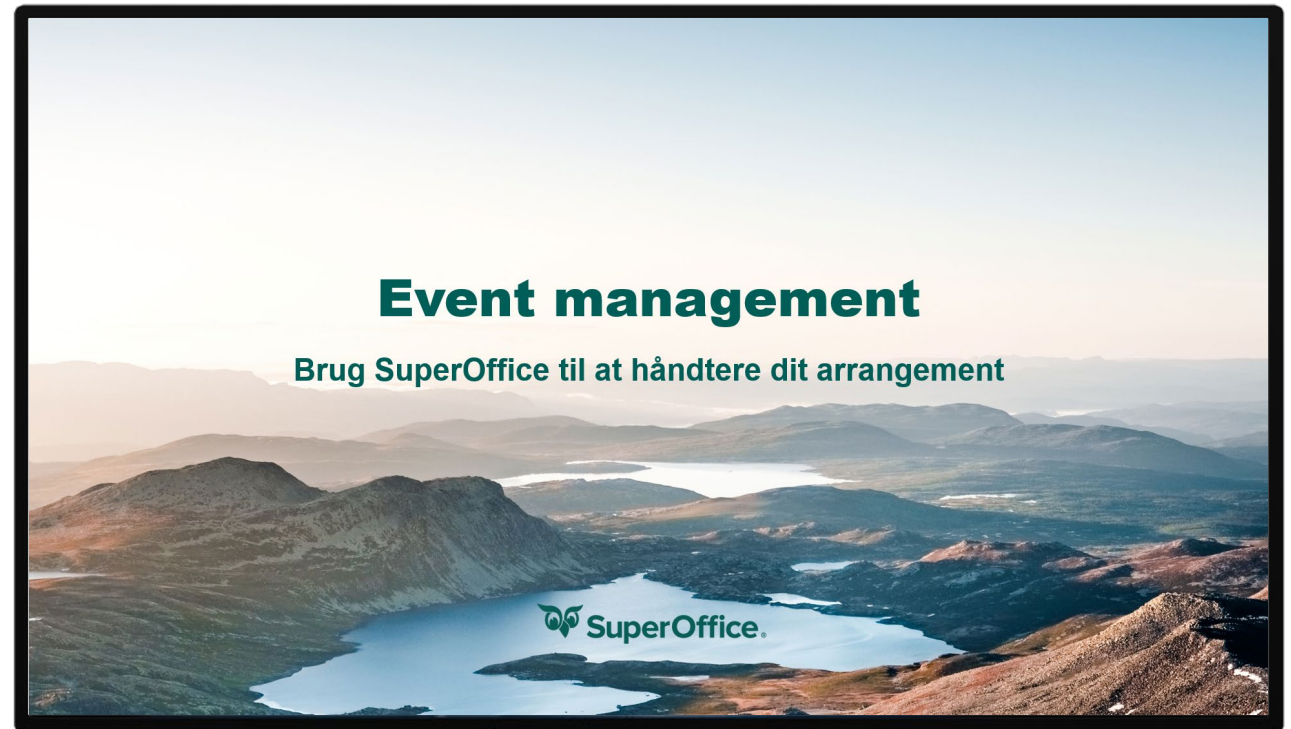 Event management
Brug SuperOffice til at håndtere dit arrangement
SuperOffice.